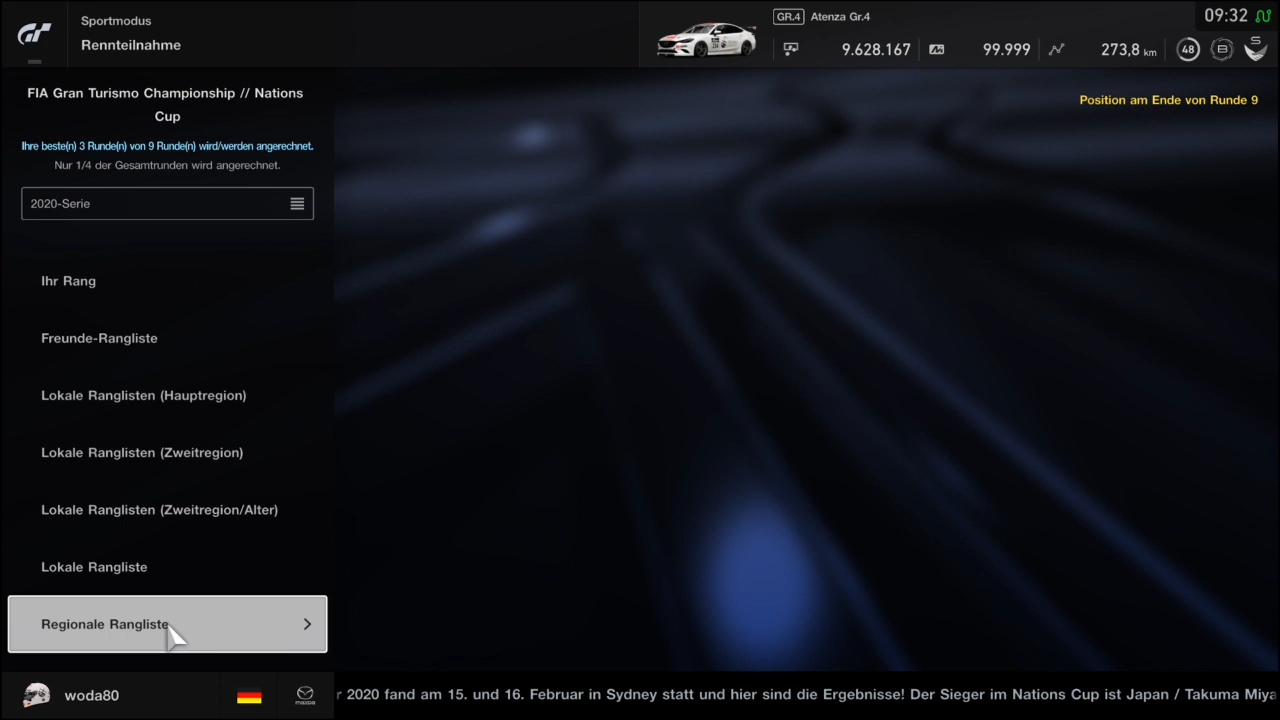 Sportmodus
Rennteilnahme
GR.4 Atenza Gr.4
09:32
9.628.167 99.999 273,8 km 48 B S
FIA Gran Turismo Championship // Nations
Cup
Ihre beste(n) 3 Runde(n) von 9 Runde(n) wird/werden angerechnet.
Nur 1/4 der Gesamtrunden wird angerechnet.
2020-Serie
Position am Ende von Runde 9
Ihr Rang
Freunde-Rangliste
Lokale Ranglisten (Hauptregion)
Lokale Ranglisten (Zweitregion)
Lokale Ranglisten (Zweitregion/Alter)
Lokale Rangliste
Regionale Rangliste
woda80
mazda
r 2020 fand am 15. und 16. Februar in Sydney statt und hier sind die Ergebnisse! Der Sieger im Nations Cup ist Japan / Takuma Miya